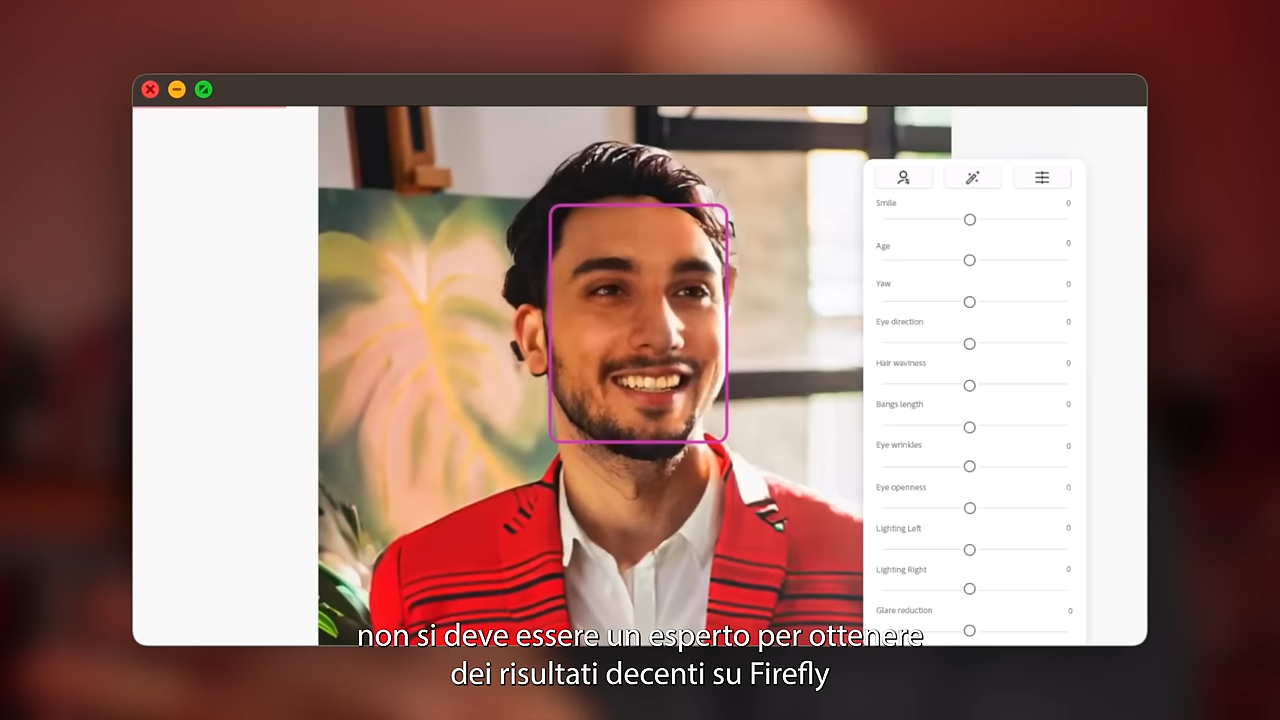 Smile 0
Age 0
Yaw 0
Eye direction 0
Hair waviness 0
Bangs length 0
Eye wrinkles 0
Eye openness 0
Lighting Left 0
Lighting Right 0
Glare reduction 0
non si deve essere un esperto per ottenere
dei risultati decenti su Firefly